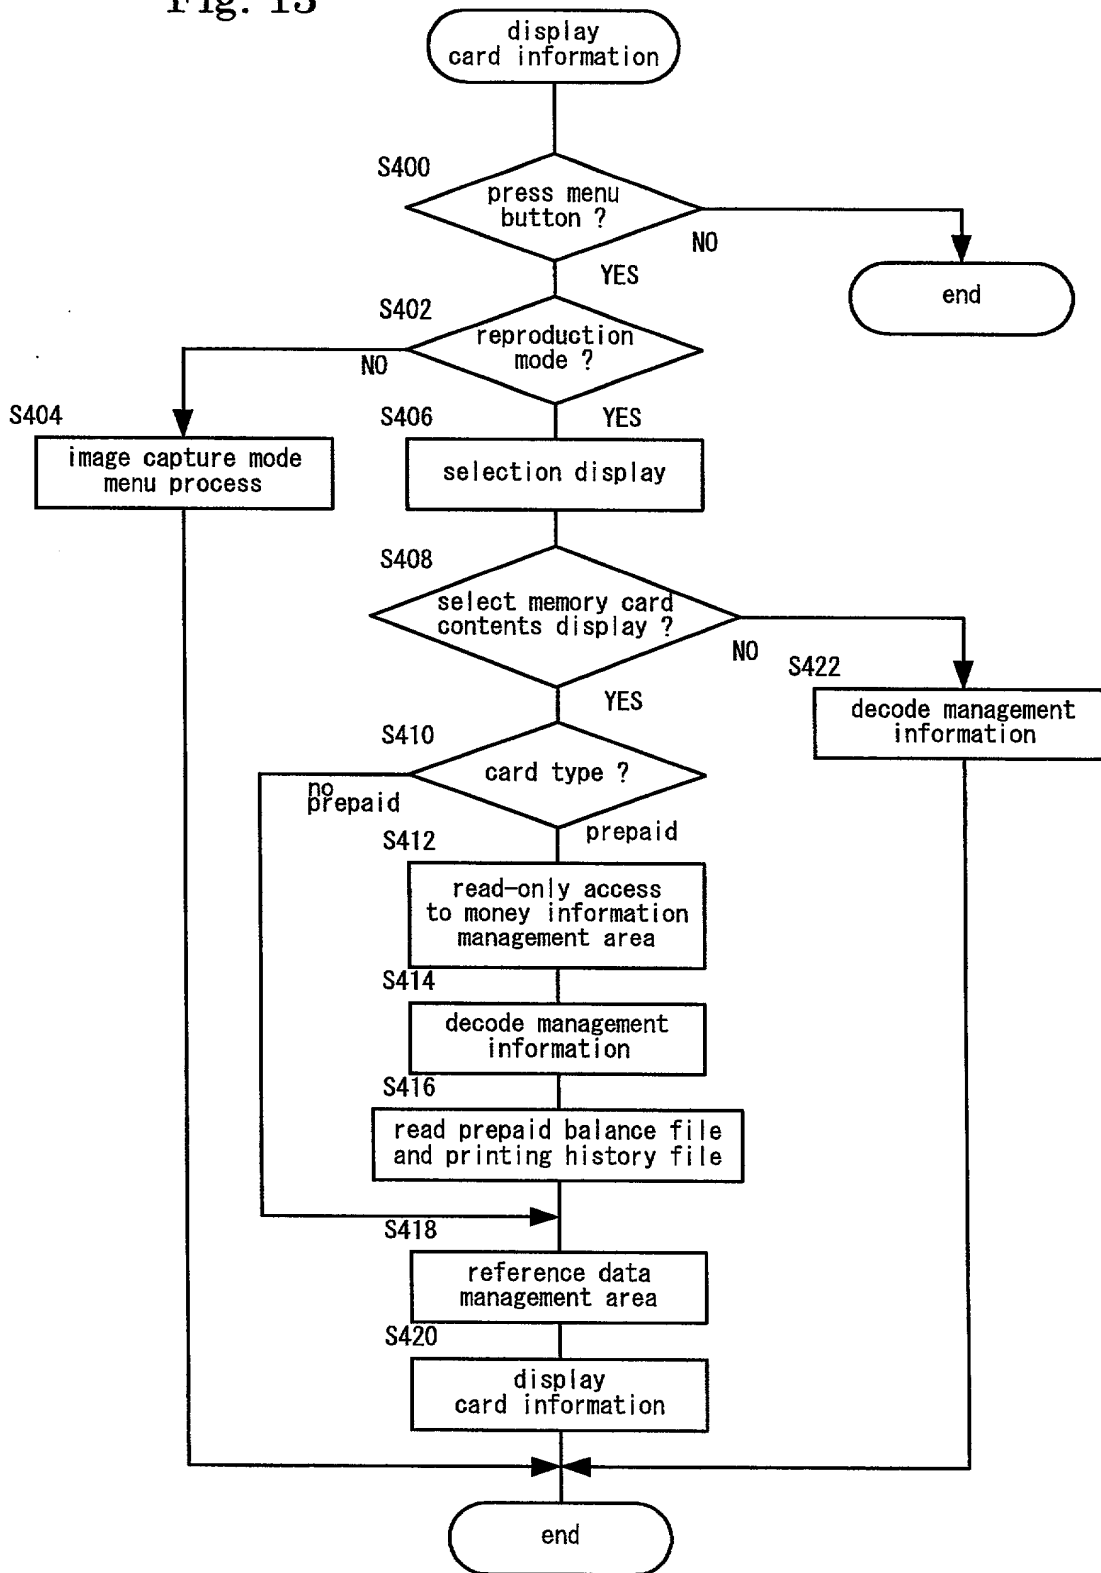 Fig. 13
display
card information
S400
press menu
button ?
NO
YES
end
S402
reproduction
mode ?
NO
YES
S404
image capture mode
menu process
S406
selection display
S408
select memory card
contents display ?
NO
YES
S422
decode management
information
S410
card type ?
no
prepaid
prepaid
S412
read-only access
to money information
management area
S414
decode management
information
S416
read prepaid balance file
and printing history file
S418
reference data
management area
S420
display
card information
end